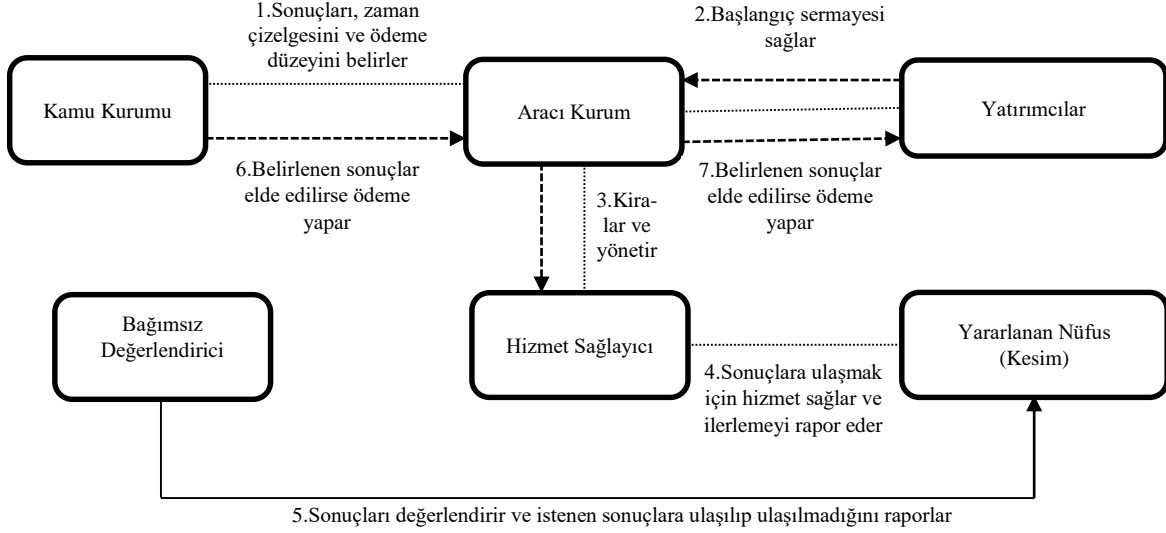 1.Sonuçları, zaman
çizelgesini ve ödeme
düzeyini belirler
2.Başlangıç sermayesi
sağlar
Kamu Kurumu
Aracı Kurum
Yatırımcılar
6.Belirlenen sonuçlar
elde edilirse ödeme
yapar
7.Belirlenen sonuçlar
elde edilirse ödeme
yapar
3.Kira-
lar ve
yönetir
Bağımsız
Değerlendirici
Hizmet Sağlayıcı
Yararlanan Nüfus
(Kesim)
4.Sonuçlara ulaşmak
için hizmet sağlar ve
ilerlemeyi rapor eder
5.Sonuçları değerlendirir ve istenen sonuçlara ulaşılıp ulaşılmadığını raporlar